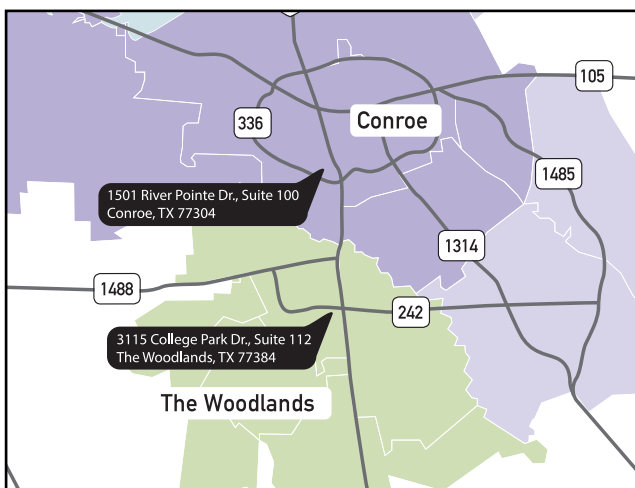 105
336
Conroe
1485
1501 River Pointe Dr., Suite 100
Conroe, TX 77304
1314
1488
242
3115 College Park Dr., Suite 112
The Woodlands, TX 77384
The Woodlands